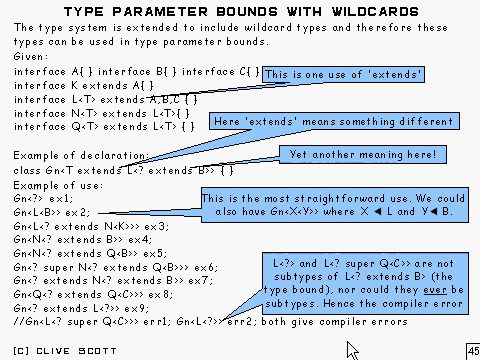 TYPE PARAMETER BOUNDS WITH WILDCARDS
The type system is extended to include wildcard types and therefore these
types can be used in type parameter bounds.
Given:
interface A{ } interface B{ } interface C{ }
interface K extends A{ }
interface L<T> extends A,B,C { }
interface N<T> extends L<T>{ }
interface Q<T> extends L<T> { }
This is one use of 'extends'
Here 'extends' means something different
Example of declaration:
class Gn<T extends L<? extends B>> { }
Yet another meaning here!
Example of use:
Gn<?> ex1;
Gn<L<B>> ex2;
Gn<L<? extends N<K>>> ex3;
Gn<N<? extends B>> ex4;
Gn<N<? extends Q<B>> ex5;
Gn<? super N<? extends Q<B>>> ex6;
Gn<? extends N<? extends B>> ex7;
Gn<Q<? extends Q<C>>> ex8;
Gn<? extends L<?>> ex9;
//Gn<L<? super Q<C>>> err1; Gn<L<?>> err2; both give compiler errors
This is the most straightforward use. We could
also have Gn<X<Y>> where X ◄ L and Y◄ B.
L<?> and L<? super Q<C>> are not
subtypes of L<? extends B> (the
type bound), nor could they ever be
subtypes. Hence the compiler error
[C] CLIVE SCOTT
45